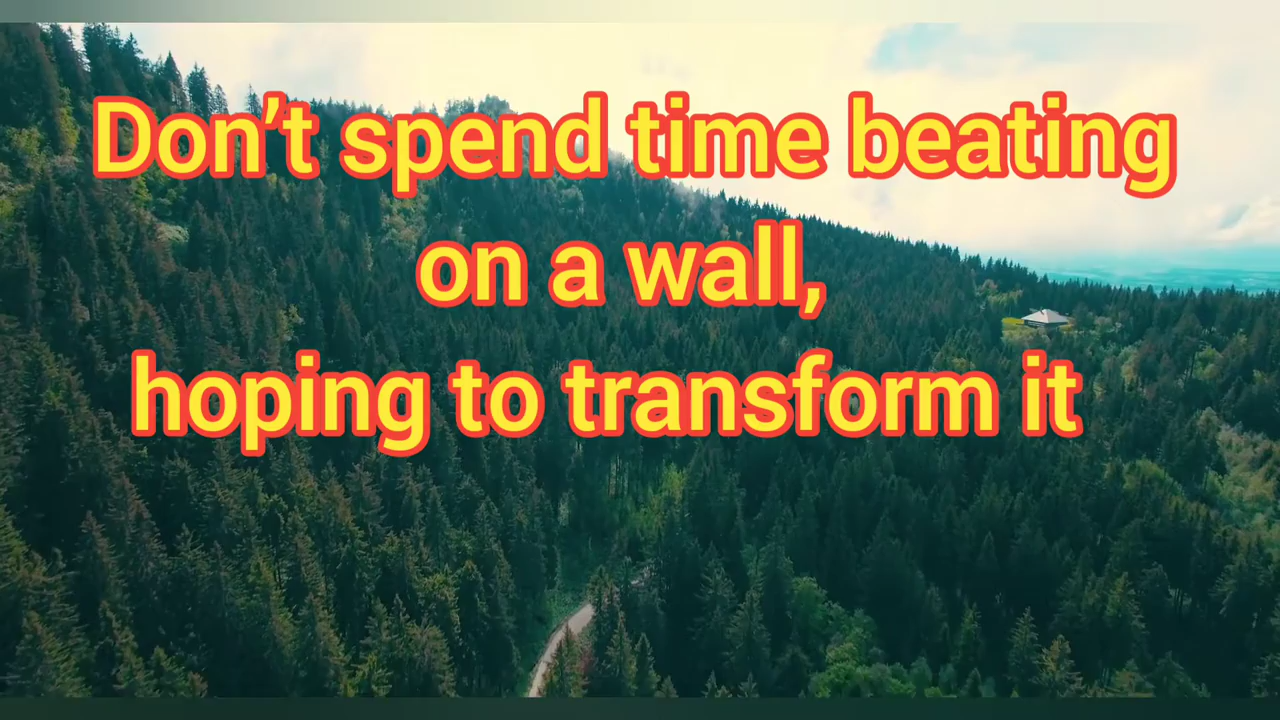 Don’t spend time beating
on a wall,
hoping to transform it